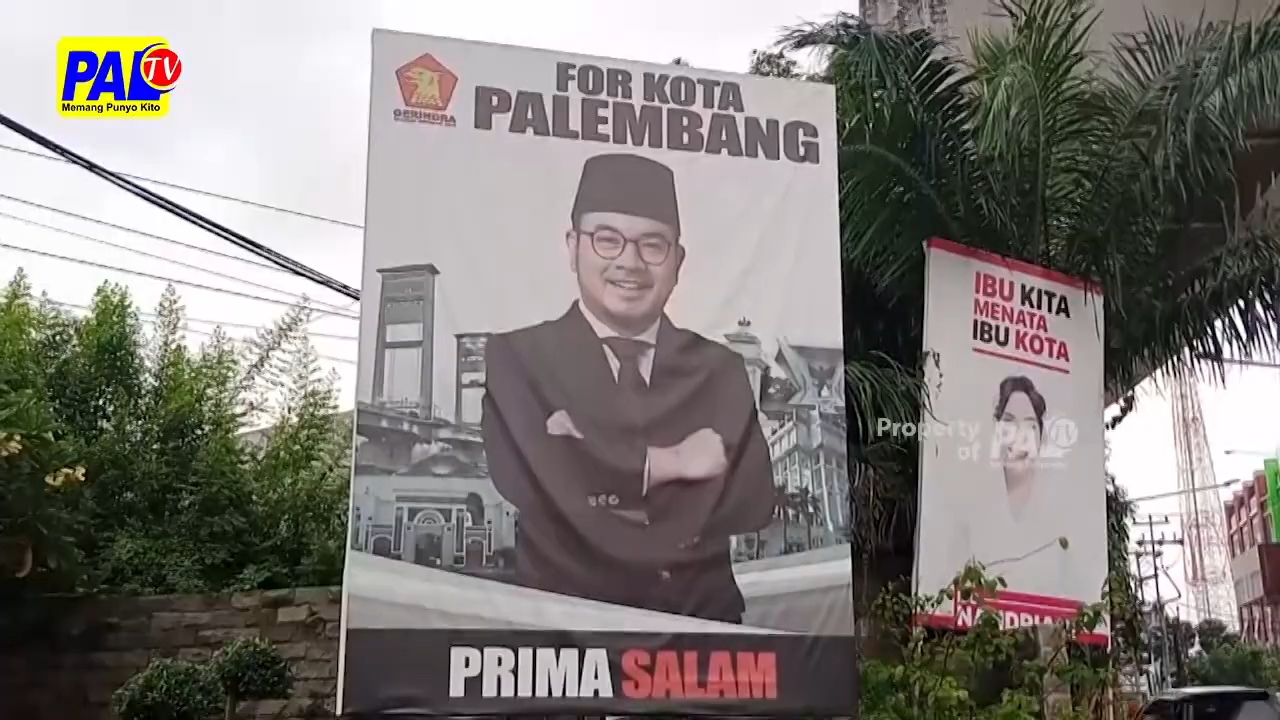 PAL TV
Memang Punyo Kito
GERINDRA
FOR KOTA
PALEMBANG
PRIMA SALAM
IBU KITA
MENATA
IBU KOTA
Property
of PAL TV